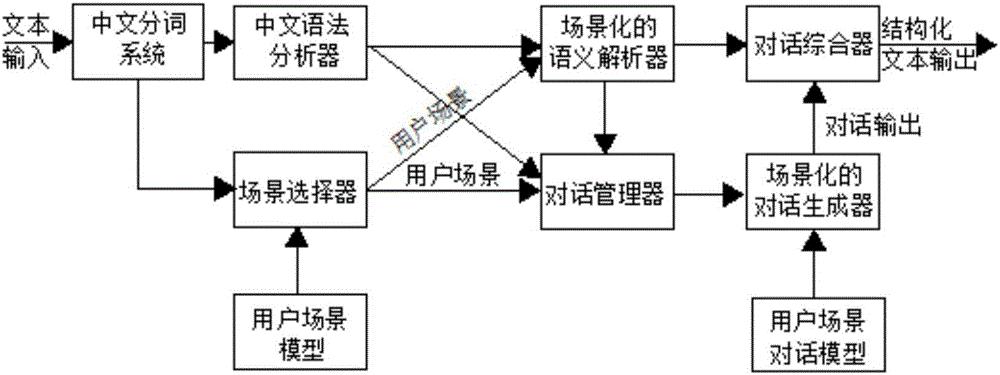 文本
输入
中文分词
系统
中文语法
分析器
场景化的
语义解析器
对话综合器
结构化
文本输出
用户场景
对话输出
场景选择器
用户场景
对话管理器
场景化的
对话生成器
用户场景
模型
用户场景
对话模型